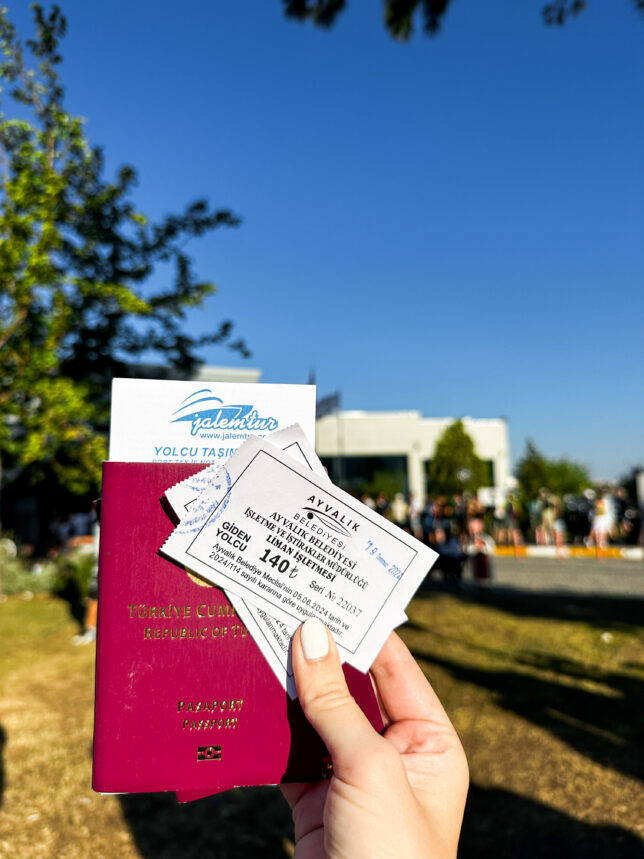 jalemtur
www.jalemtur.co
YOLCU TAŞIM
AYVALIK
BELEDİYESİ
AYVALIK BELEDİYESİ
İŞLETME VE İŞTİRAKLER MÜDÜRLÜĞÜ
LİMAN İŞLETMESİ
GİDEN
YOLCU
140₺
Seri № 22037
Ayvalık Belediye Meclisi'nin 05.06.2024 tarih ve
2024/114 sayılı kararına göre uygulanmaktadır.
TÜRKİYE CUM
REPUBLIC OF T
PASAPORT
PASSPORT